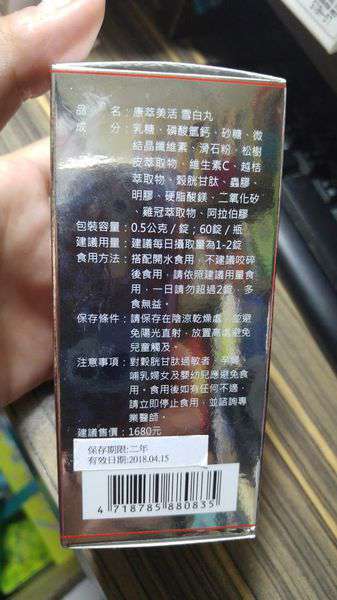 品　名：康萃美活 雪白丸
成　分：乳糖、磷酸氫鈣、砂糖、微
結晶纖維素、滑石粉、松樹
皮萃取物、維生素C、越桔
萃取物、穀胱甘肽、蟲膠、
明膠、硬脂酸鎂、二氧化矽
、雞冠萃取物、阿拉伯膠
包裝容量：0.5公克/錠；60錠/瓶
建議用量：建議每日攝取量為1-2錠
食用方法：搭配開水食用，不建議咬碎
後食用，請依照建議用量食
用，一日請勿超過2錠，多
食無益。
保存條件：請保存在陰涼乾燥處，並避
免陽光直射，放置高處避免
兒童觸及。
注意事項：對穀胱甘肽過敏者，孕婦、
哺乳婦女及嬰幼兒應避免食
用。食用後如有任何不適，
請立即停止食用，並諮詢專
業醫師。
建議售價：1680元
保存期限:二年
有效日期:2018.04.15
4 718785 880835